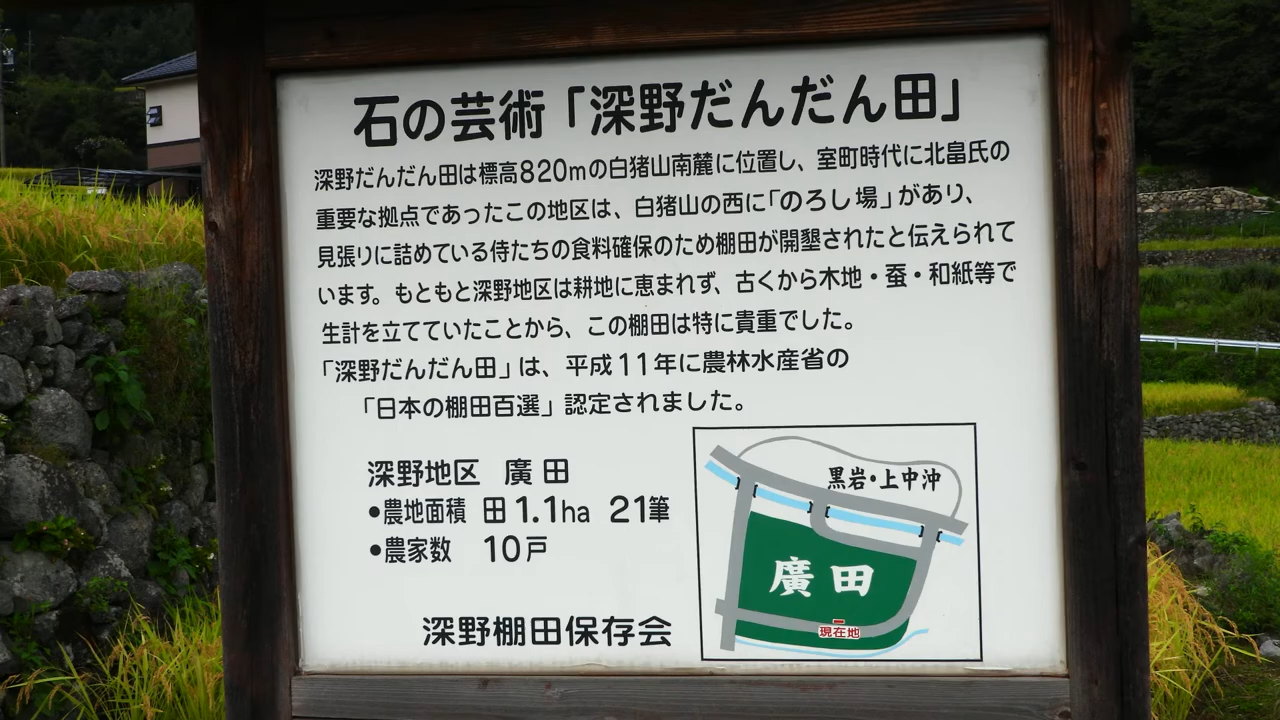 石の芸術「深野だんだん田」
深野だんだん田は標高820mの白猪山南麓に位置し、室町時代に北畠氏の
重要な拠点であったこの地区は、白猪山の西に「のろし場」があり、
見張りに詰めている侍たちの食料確保のため棚田が開墾されたと伝えられて
います。もともと深野地区は耕地に恵まれず、古くから木地・蚕・和紙等で
生計を立てていたことから、この棚田は特に貴重でした。
「深野だんだん田」は、平成11年に農林水産省の
「日本の棚田百選」認定されました。
深野地区 廣田
•農地面積 田1.1ha 21筆
•農家数 10戸
深野棚田保存会
黒岩・上中沖
廣田
現在地